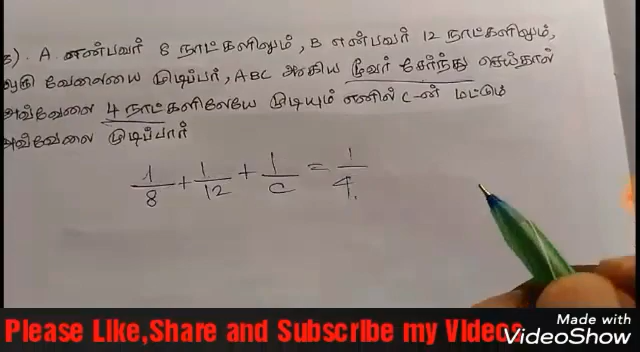 3). A என்பவர் 8 நாட்களிலும், B என்பவர் 12 நாட்களிலும்,
ஒரு வேலையை முடிப்பர், ABC ஆகிய மூவர் சேர்ந்து செய்தால்
அவ்வேலை 4 நாட்களிலேயே முடியும் எனில் C-ன் மட்டும்
அவ்வேலை முடிப்பார்
1/8 + 1/12 + 1/C = 1/4.
Please Like,Share and Subscribe my Videos
Made with
VideoShow